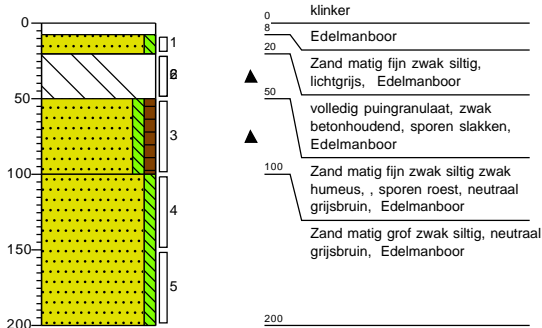 0
50
100
150
200
1
2
3
4
5
0
klinker
8
Edelmanboor
20
Zand matig fijn zwak siltig,
lichtgrijs, Edelmanboor
50
volledig puingranulaat, zwak
betonhoudend, sporen slakken,
Edelmanboor
100
Zand matig fijn zwak siltig zwak
humeus, , sporen roest, neutraal
grijsbruin, Edelmanboor
Zand matig grof zwak siltig, neutraal
grijsbruin, Edelmanboor
200